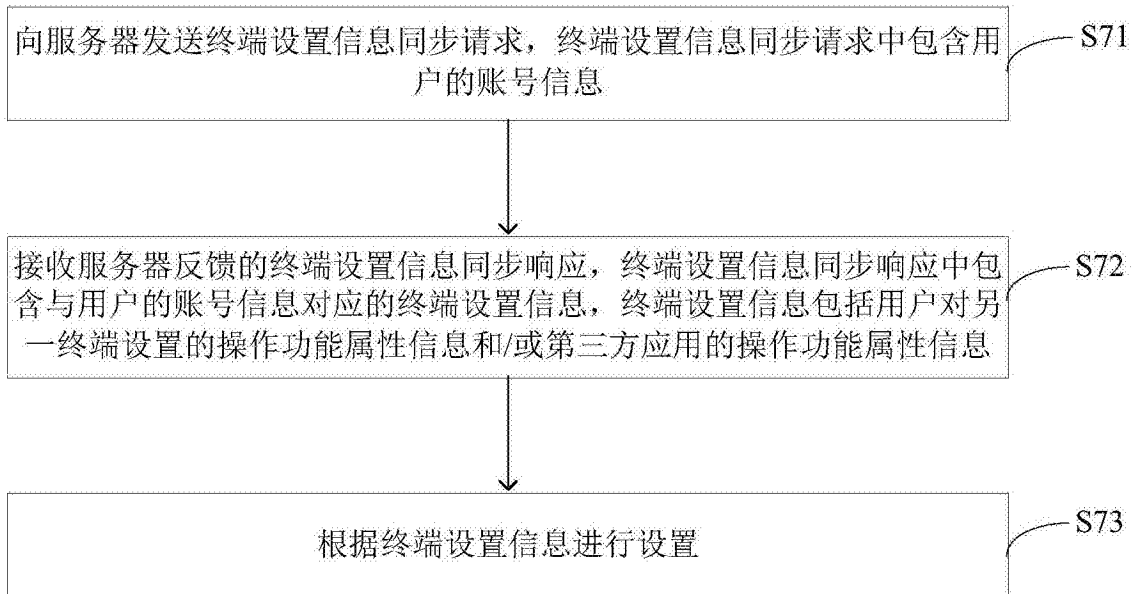 向服务器发送终端设置信息同步请求，终端设置信息同步请求中包含用
户的账号信息
S71
接收服务器反馈的终端设置信息同步响应，终端设置信息同步响应中包
含与用户的账号信息对应的终端设置信息，终端设置信息包括用户对另
一终端设置的操作功能属性信息和/或第三方应用的操作功能属性信息
S72
根据终端设置信息进行设置
S73